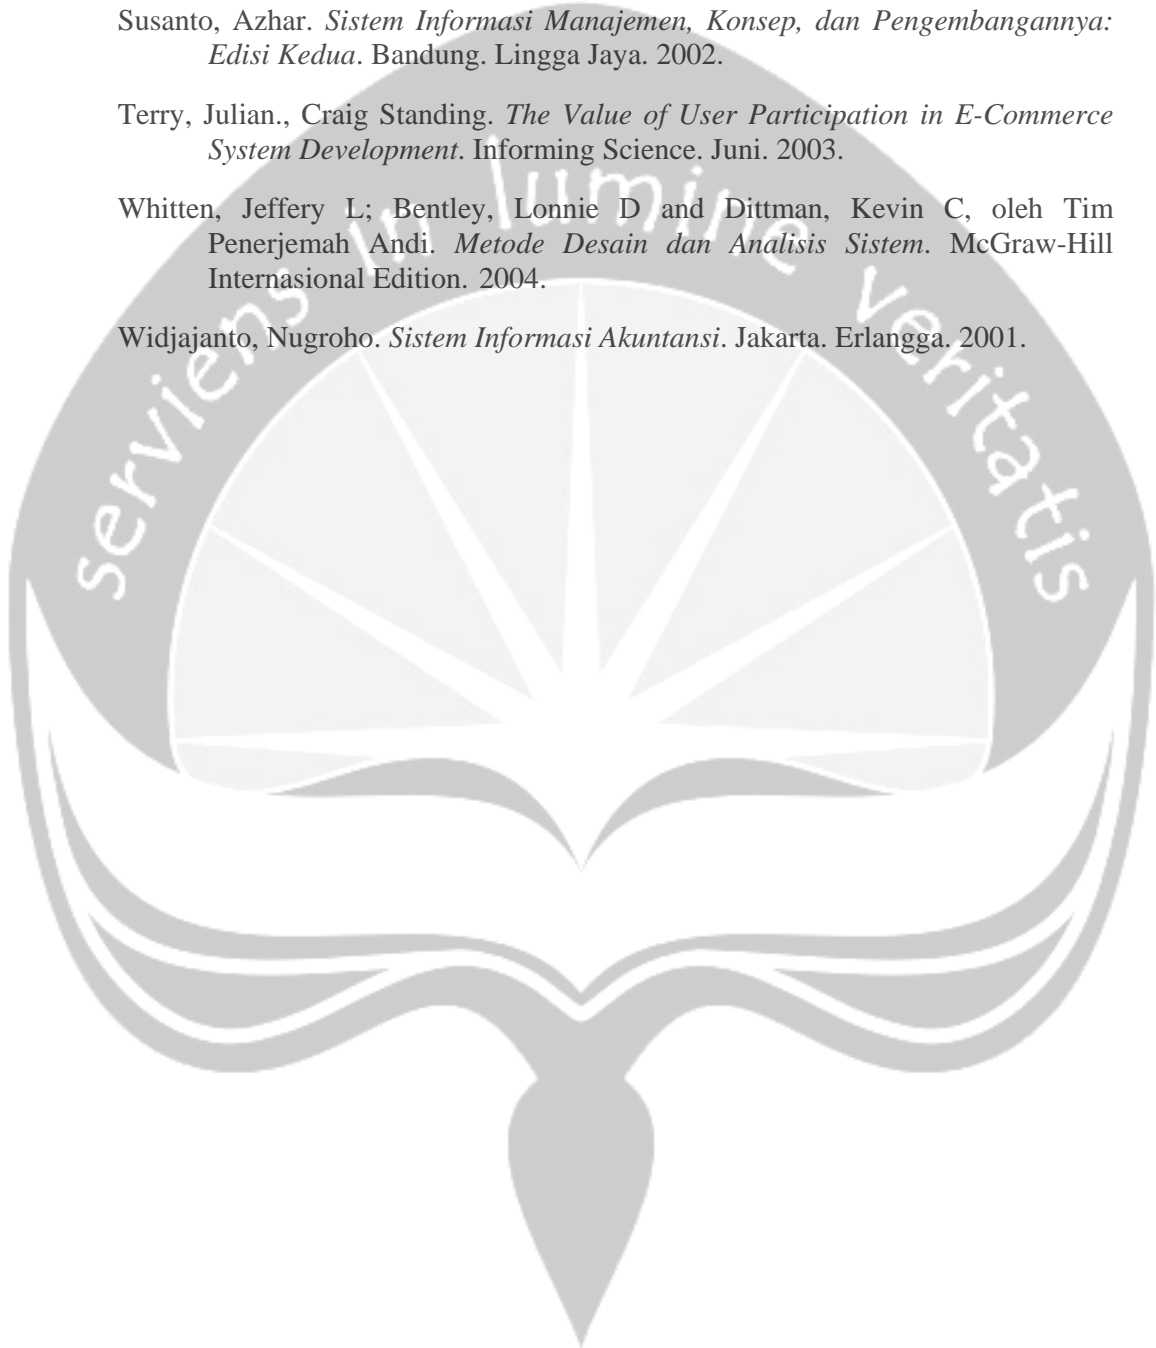 Susanto, Azhar. Sistem Informasi Manajemen, Konsep, dan Pengembangannya:
Edisi Kedua. Bandung. Lingga Jaya. 2002.
Terry, Julian., Craig Standing. The Value of User Participation in E-Commerce
System Development. Informing Science. Juni. 2003.
Whitten, Jeffery L; Bentley, Lonnie D and Dittman, Kevin C, oleh Tim
Penerjemah Andi. Metode Desain dan Analisis Sistem. McGraw-Hill
Internasional Edition. 2004.
Widjajanto, Nugroho. Sistem Informasi Akuntansi. Jakarta. Erlangga. 2001.
serviens in lumine veritatis